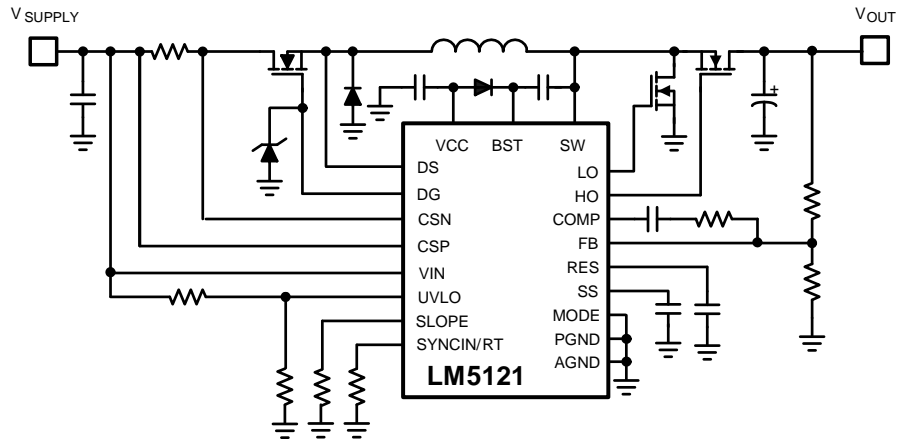 V SUPPLY
VOUT
VCC BST SW
DS
DG
CSN
CSP
VIN
UVLO
SLOPE
SYNCIN/RT
LO
HO
COMP
FB
RES
SS
MODE
PGND
AGND
+
LM5121